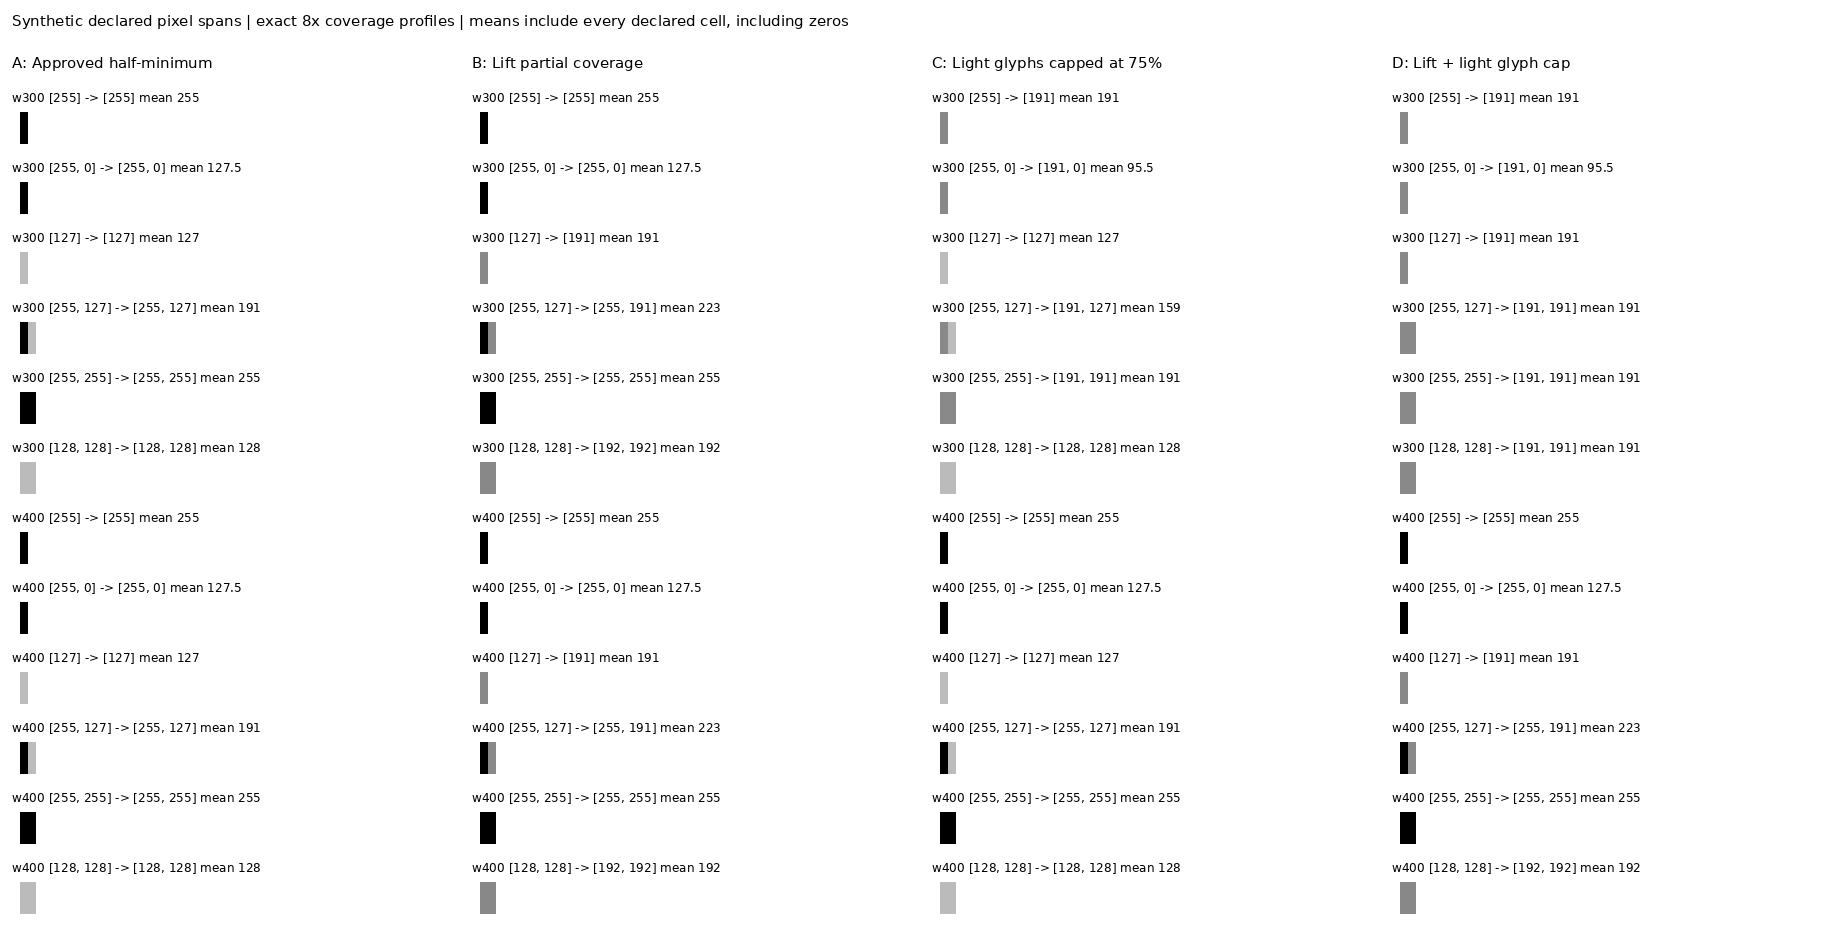 Synthetic declared pixel spans | exact 8x coverage profiles | means include every declared cell, including zeros
A: Approved half-minimum
w300 [255] -> [255] mean 255
w300 [255, 0] -> [255, 0] mean 127.5
w300 [127] -> [127] mean 127
w300 [255, 127] -> [255, 127] mean 191
w300 [255, 255] -> [255, 255] mean 255
w300 [128, 128] -> [128, 128] mean 128
w400 [255] -> [255] mean 255
w400 [255, 0] -> [255, 0] mean 127.5
w400 [127] -> [127] mean 127
w400 [255, 127] -> [255, 127] mean 191
w400 [255, 255] -> [255, 255] mean 255
w400 [128, 128] -> [128, 128] mean 128
B: Lift partial coverage
w300 [255] -> [255] mean 255
w300 [255, 0] -> [255, 0] mean 127.5
w300 [127] -> [191] mean 191
w300 [255, 127] -> [255, 191] mean 223
w300 [255, 255] -> [255, 255] mean 255
w300 [128, 128] -> [192, 192] mean 192
w400 [255] -> [255] mean 255
w400 [255, 0] -> [255, 0] mean 127.5
w400 [127] -> [191] mean 191
w400 [255, 127] -> [255, 191] mean 223
w400 [255, 255] -> [255, 255] mean 255
w400 [128, 128] -> [192, 192] mean 192
C: Light glyphs capped at 75%
w300 [255] -> [191] mean 191
w300 [255, 0] -> [191, 0] mean 95.5
w300 [127] -> [127] mean 127
w300 [255, 127] -> [191, 127] mean 159
w300 [255, 255] -> [191, 191] mean 191
w300 [128, 128] -> [128, 128] mean 128
w400 [255] -> [255] mean 255
w400 [255, 0] -> [255, 0] mean 127.5
w400 [127] -> [127] mean 127
w400 [255, 127] -> [255, 127] mean 191
w400 [255, 255] -> [255, 255] mean 255
w400 [128, 128] -> [128, 128] mean 128
D: Lift + light glyph cap
w300 [255] -> [191] mean 191
w300 [255, 0] -> [191, 0] mean 95.5
w300 [127] -> [191] mean 191
w300 [255, 127] -> [191, 191] mean 191
w300 [255, 255] -> [191, 191] mean 191
w300 [128, 128] -> [191, 191] mean 191
w400 [255] -> [255] mean 255
w400 [255, 0] -> [255, 0] mean 127.5
w400 [127] -> [191] mean 191
w400 [255, 127] -> [255, 191] mean 223
w400 [255, 255] -> [255, 255] mean 255
w400 [128, 128] -> [192, 192] mean 192